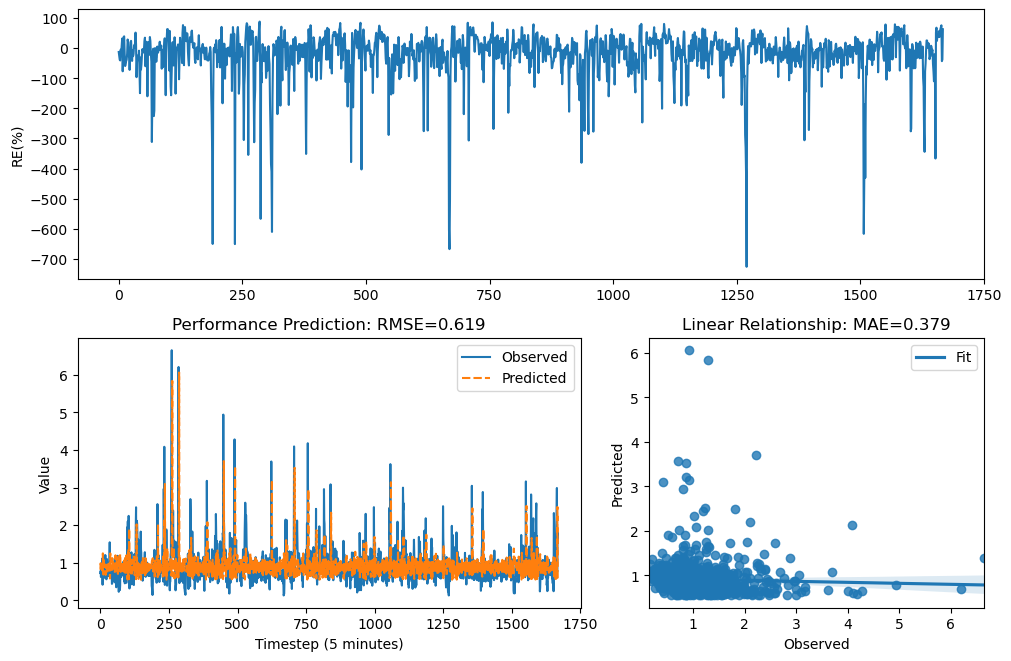 100
0
−100
−200
−300
−400
−500
−600
−700
RE(%)
0 250 500 750 1000 1250 1500 1750
Performance Prediction: RMSE=0.619
Observed
Predicted
6
5
4
3
2
1
0
Value
0 250 500 750 1000 1250 1500 1750
Timestep (5 minutes)
Linear Relationship: MAE=0.379
Fit
6
5
4
3
2
1
Predicted
1 2 3 4 5 6
Observed